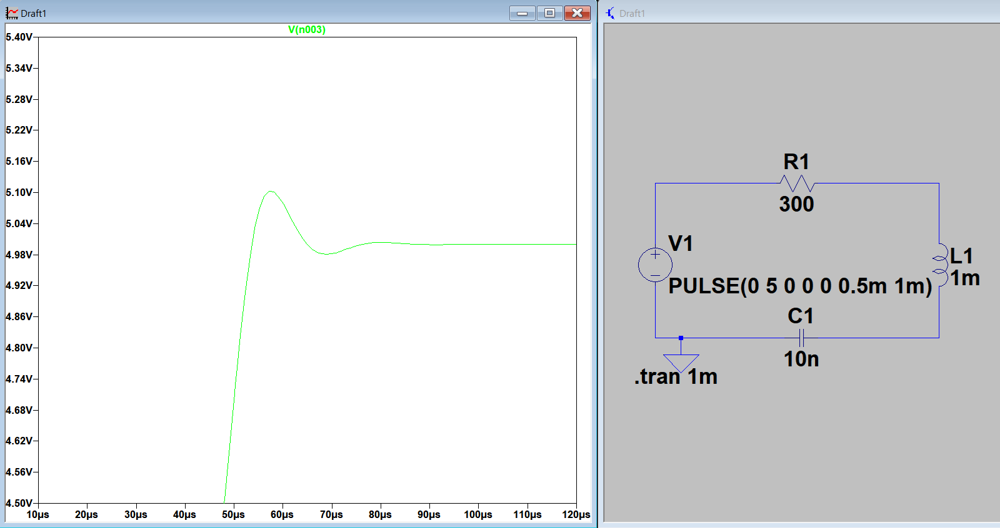 Draft1
V(n003)
5.40V
5.34V
5.28V
5.22V
5.16V
5.10V
5.04V
4.98V
4.92V
4.86V
4.80V
4.74V
4.68V
4.62V
4.56V
4.50V
10µs 20µs 30µs 40µs 50µs 60µs 70µs 80µs 90µs 100µs 110µs 120µs
Draft1
R1
300
V1
PULSE(0 5 0 0 0 0.5m 1m)
L1
1m
C1
10n
.tran 1m